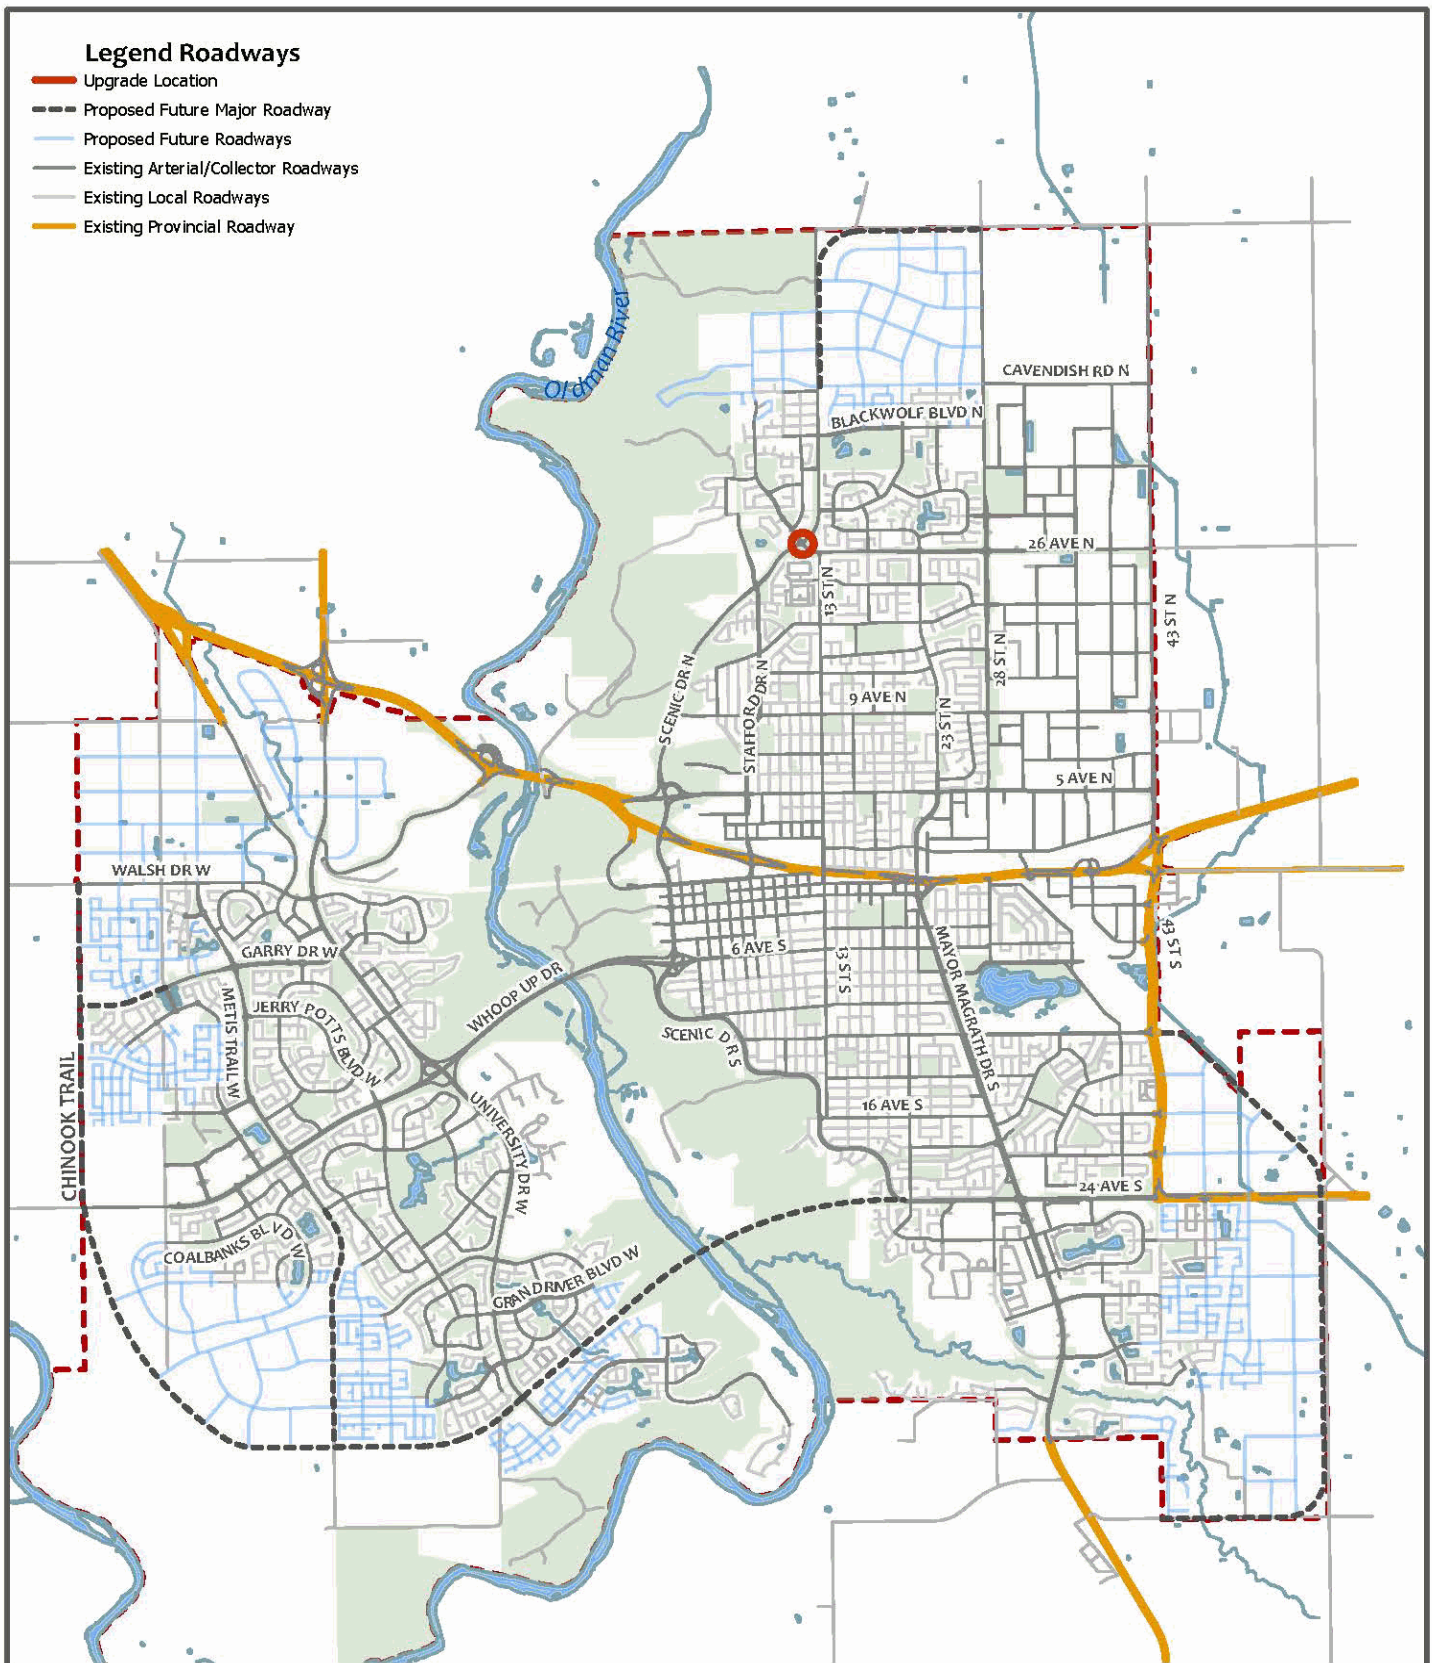 Legend Roadways
Upgrade Location
Proposed Future Major Roadway
Proposed Future Roadways
Existing Arterial/Collector Roadways
Existing Local Roadways
Existing Provincial Roadway
Oldman River
CAVENDISH RD N
BLACKWOLF BLVD N
26 AVE N
13 ST N
43 ST N
28 ST N
SCENIC DR N
STAFFORD DR N
9 AVE N
23 ST N
5 AVE N
WALSH DR W
GARRY DR W
6 AVE S
13 ST S
MAYOR MAGRATH DR S
43 ST S
WHOOP UP DR
METIS TRAIL W
JERRY POTTS BLVD W
SCENIC DR S
CHINOOK TRAIL
UNIVERSITY DR W
16 AVE S
24 AVE S
COALBANKS BLVD W
GRAND RIVER BLVD W